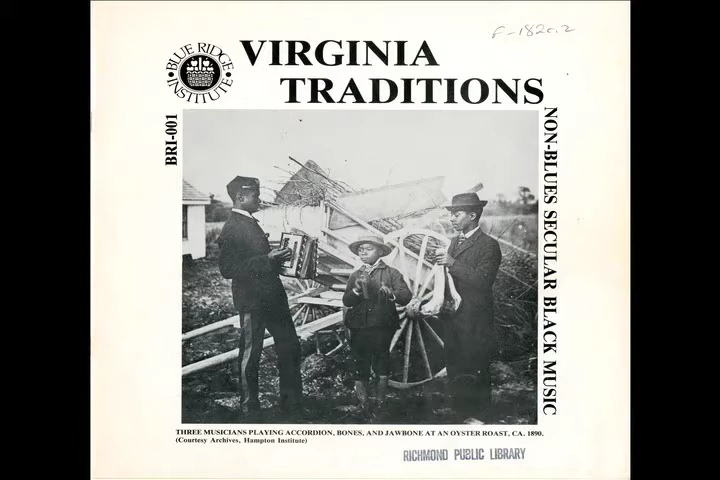 F-1820.2
BLUE RIDGE INSTITUTE
VIRGINIA
TRADITIONS
BRI-001
NON-BLUES SECULAR BLACK MUSIC
THREE MUSICIANS PLAYING ACCORDION, BONES, AND JAWBONE AT AN OYSTER ROAST, CA. 1890.
(Courtesy Archives, Hampton Institute)
RICHMOND PUBLIC LIBRARY